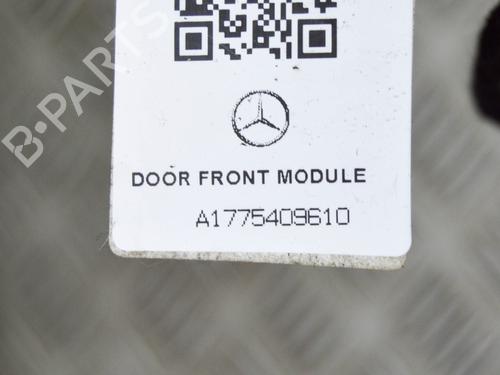 B-PARTS
DOOR FRONT MODULE
A1775409610